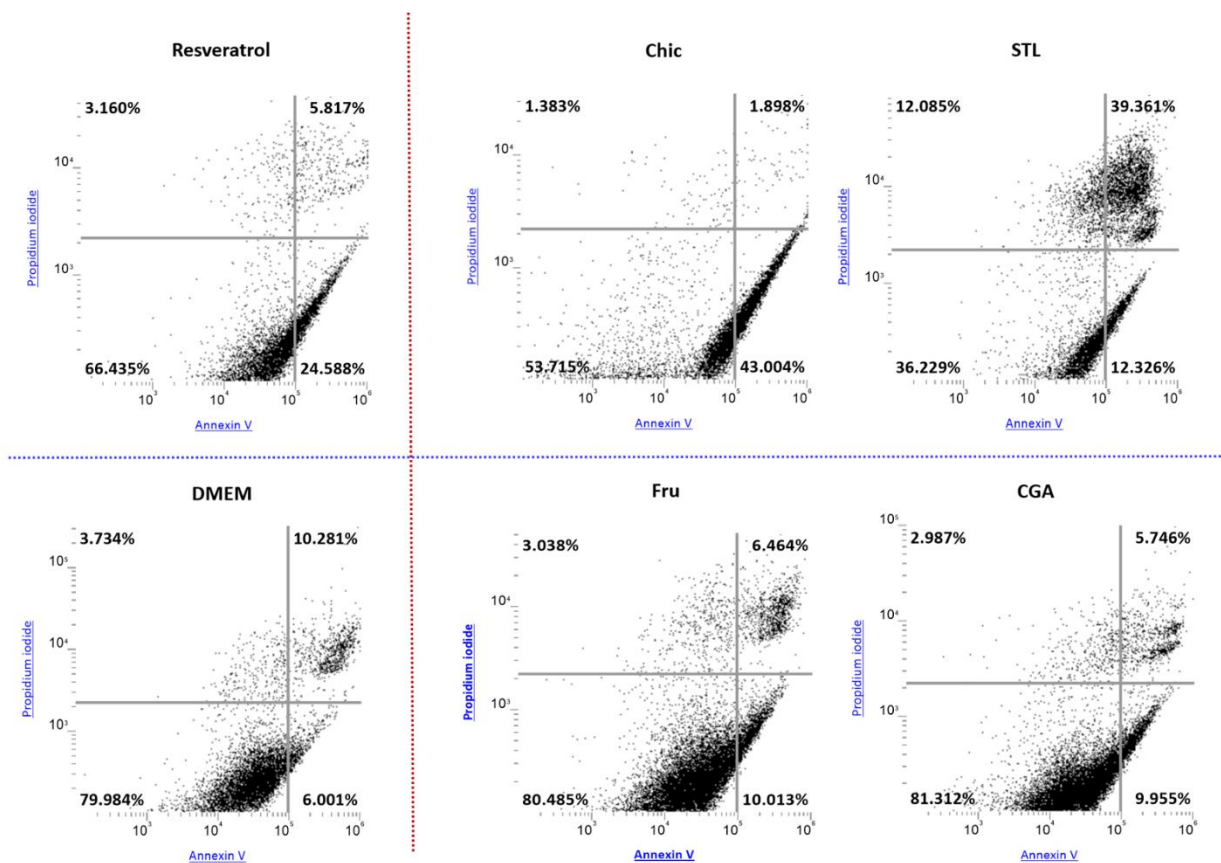 Resveratrol
3.160%
5.817%
10⁴
10³
Propidium iodide
66.435%
24.588%
10³ 10⁴ 10⁵ 10⁶
Annexin V
Chic
1.383%
1.898%
10⁴
10³
Propidium iodide
53.715%
43.004%
10³ 10⁴ 10⁵ 10⁶
Annexin V
STL
12.085%
39.361%
10⁴
10³
Propidium iodide
36.229%
12.326%
10³ 10⁴ 10⁵ 10⁶
Annexin V
DMEM
3.734%
10.281%
10⁵
10⁴
10³
Propidium iodide
79.984%
6.001%
10³ 10⁴ 10⁵ 10⁶
Annexin V
Fru
3.038%
6.464%
10⁴
10³
Propidium iodide
80.485%
10.013%
10³ 10⁴ 10⁵ 10⁶
Annexin V
CGA
2.987%
5.746%
10⁵
10⁴
10³
Propidium iodide
81.312%
9.955%
10³ 10⁴ 10⁵ 10⁶
Annexin V